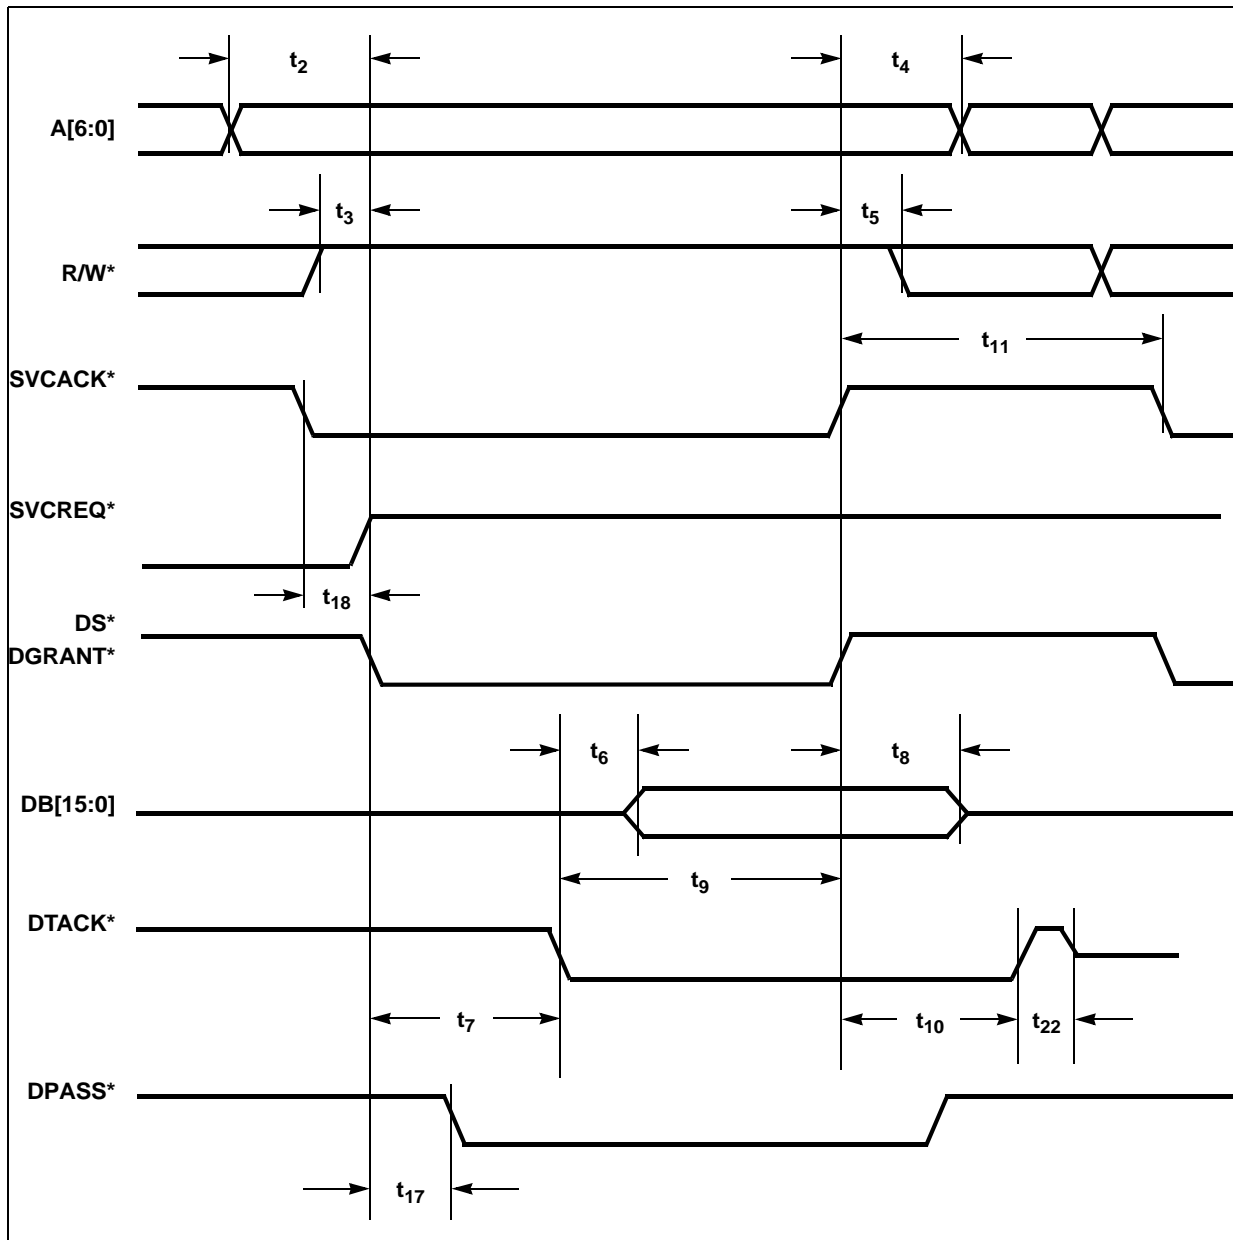 t2 t4
A[6:0]
t3 t5
R/W*
t11
SVCACK*
SVCREQ*
t18
DS*
DGRANT*
t6 t8
DB[15:0]
t9
DTACK*
t7 t10 t22
DPASS*
t17